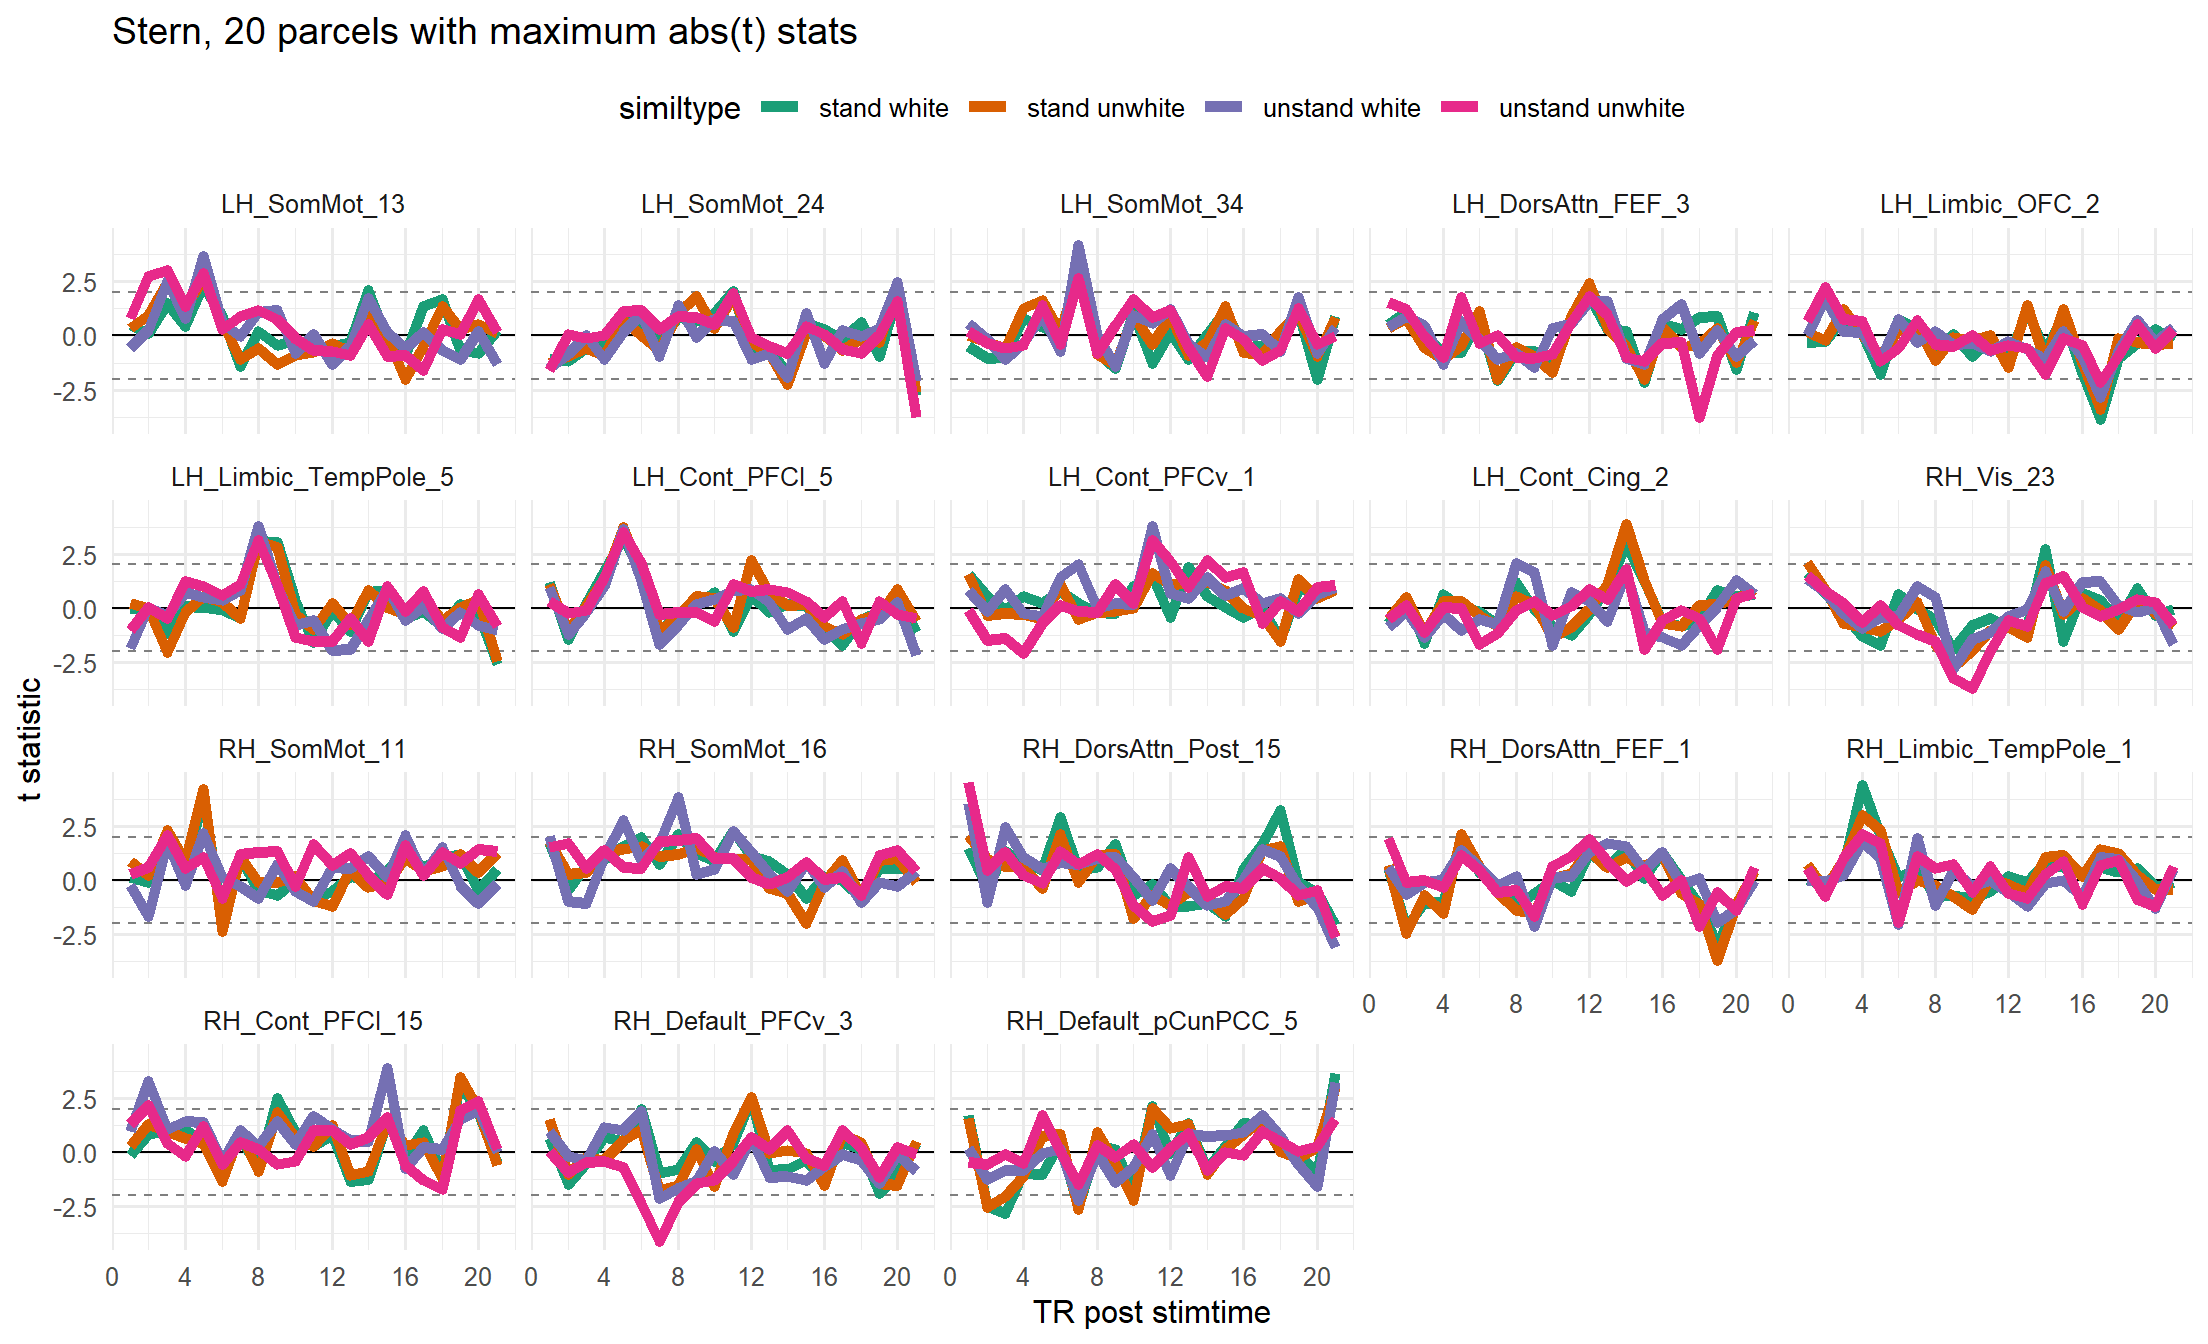 Stern, 20 parcels with maximum abs(t) stats
similtype stand white stand unwhite unstand white unstand unwhite
LH_SomMot_13 LH_SomMot_24 LH_SomMot_34 LH_DorsAttn_FEF_3 LH_Limbic_OFC_2
2.5
0.0
-2.5
LH_Limbic_TempPole_5 LH_Cont_PFCl_5 LH_Cont_PFCv_1 LH_Cont_Cing_2 RH_Vis_23
2.5
0.0
-2.5
t statistic
RH_SomMot_11 RH_SomMot_16 RH_DorsAttn_Post_15 RH_DorsAttn_FEF_1 RH_Limbic_TempPole_1
2.5
0.0
-2.5
0 4 8 12 16 20 0 4 8 12 16 20
RH_Cont_PFCl_15 RH_Default_PFCv_3 RH_Default_pCunPCC_5
2.5
0.0
-2.5
0 4 8 12 16 20 0 4 8 12 16 20 0 4 8 12 16 20
TR post stimtime